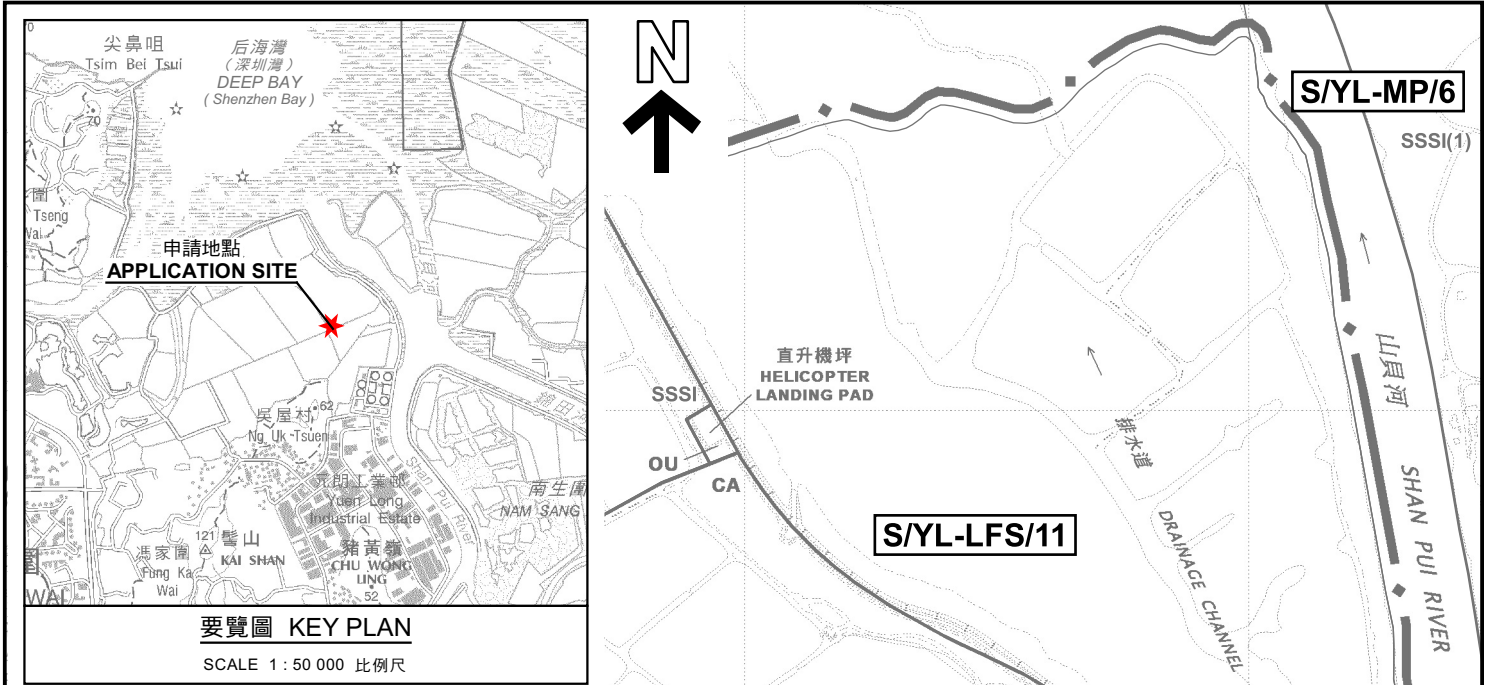 尖鼻咀
Tsim Bei Tsui
后海灣
（深圳灣）
DEEP BAY
(Shenzhen Bay)
70
圍
Tseng
Wai
申請地點
APPLICATION SITE
吳屋村
62
Ng Uk Tsuen
7
元朗工業邨
Yuen Long
Industrial Estate
Shan Pui River
南生圍
NAM SANG
121
髻山
KAI SHAN
馮家圍
Fung Ka
Wai
豬黃嶺
CHU WONG
LING
52
圍
WAI
要覽圖 KEY PLAN
SCALE 1 : 50 000 比例尺
N
S/YL-MP/6
SSSI(1)
直升機坪
HELICOPTER
LANDING PAD
SSSI
OU
CA
S/YL-LFS/11
排水道
DRAINAGE CHANNEL
山貝河
SHAN PUI RIVER